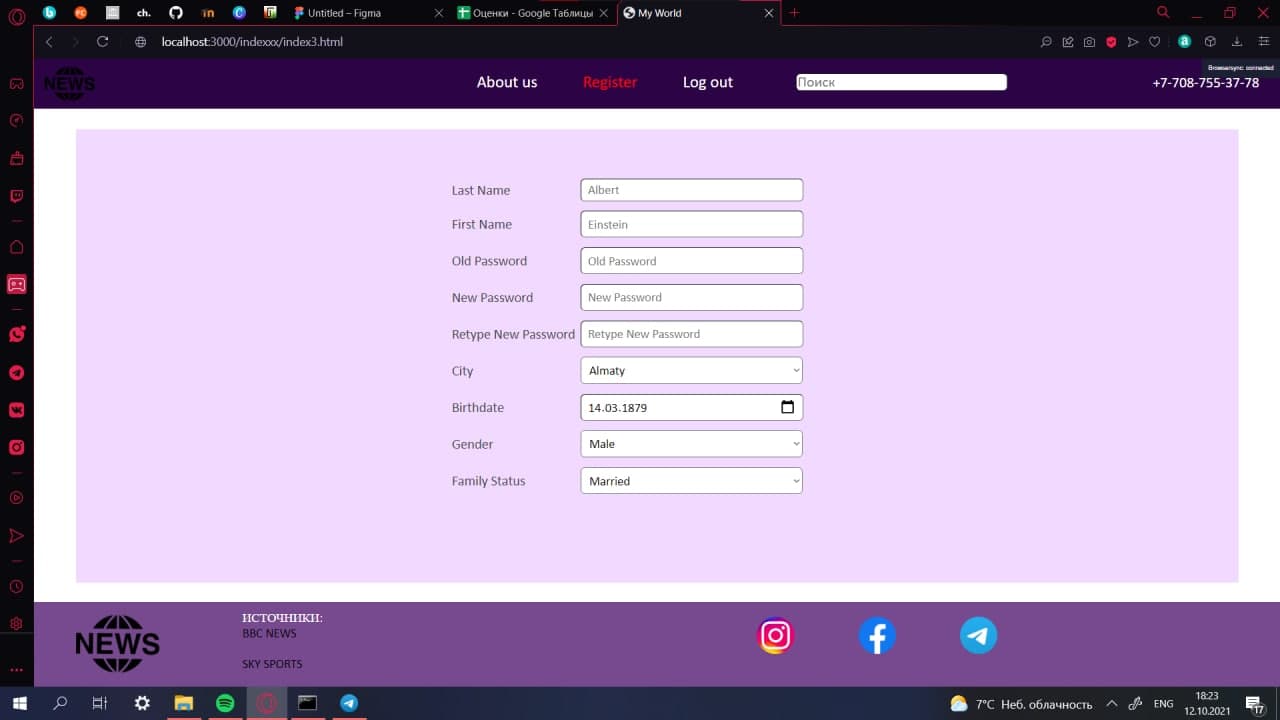 ch.
Untitled – Figma
Оценки - Google Таблицы
My World
localhost:3000/indexxx/index3.html
Browsersync: connected
NEWS
About us
Register
Log out
Поиск
+7-708-755-37-78
Last Name
Albert
First Name
Einstein
Old Password
Old Password
New Password
New Password
Retype New Password
Retype New Password
City
Almaty
Birthdate
14.03.1879
Gender
Male
Family Status
Married
NEWS
ИСТОЧНИКИ:
BBC NEWS
SKY SPORTS
7°C Неб. облачность
ENG
18:23
12.10.2021
17